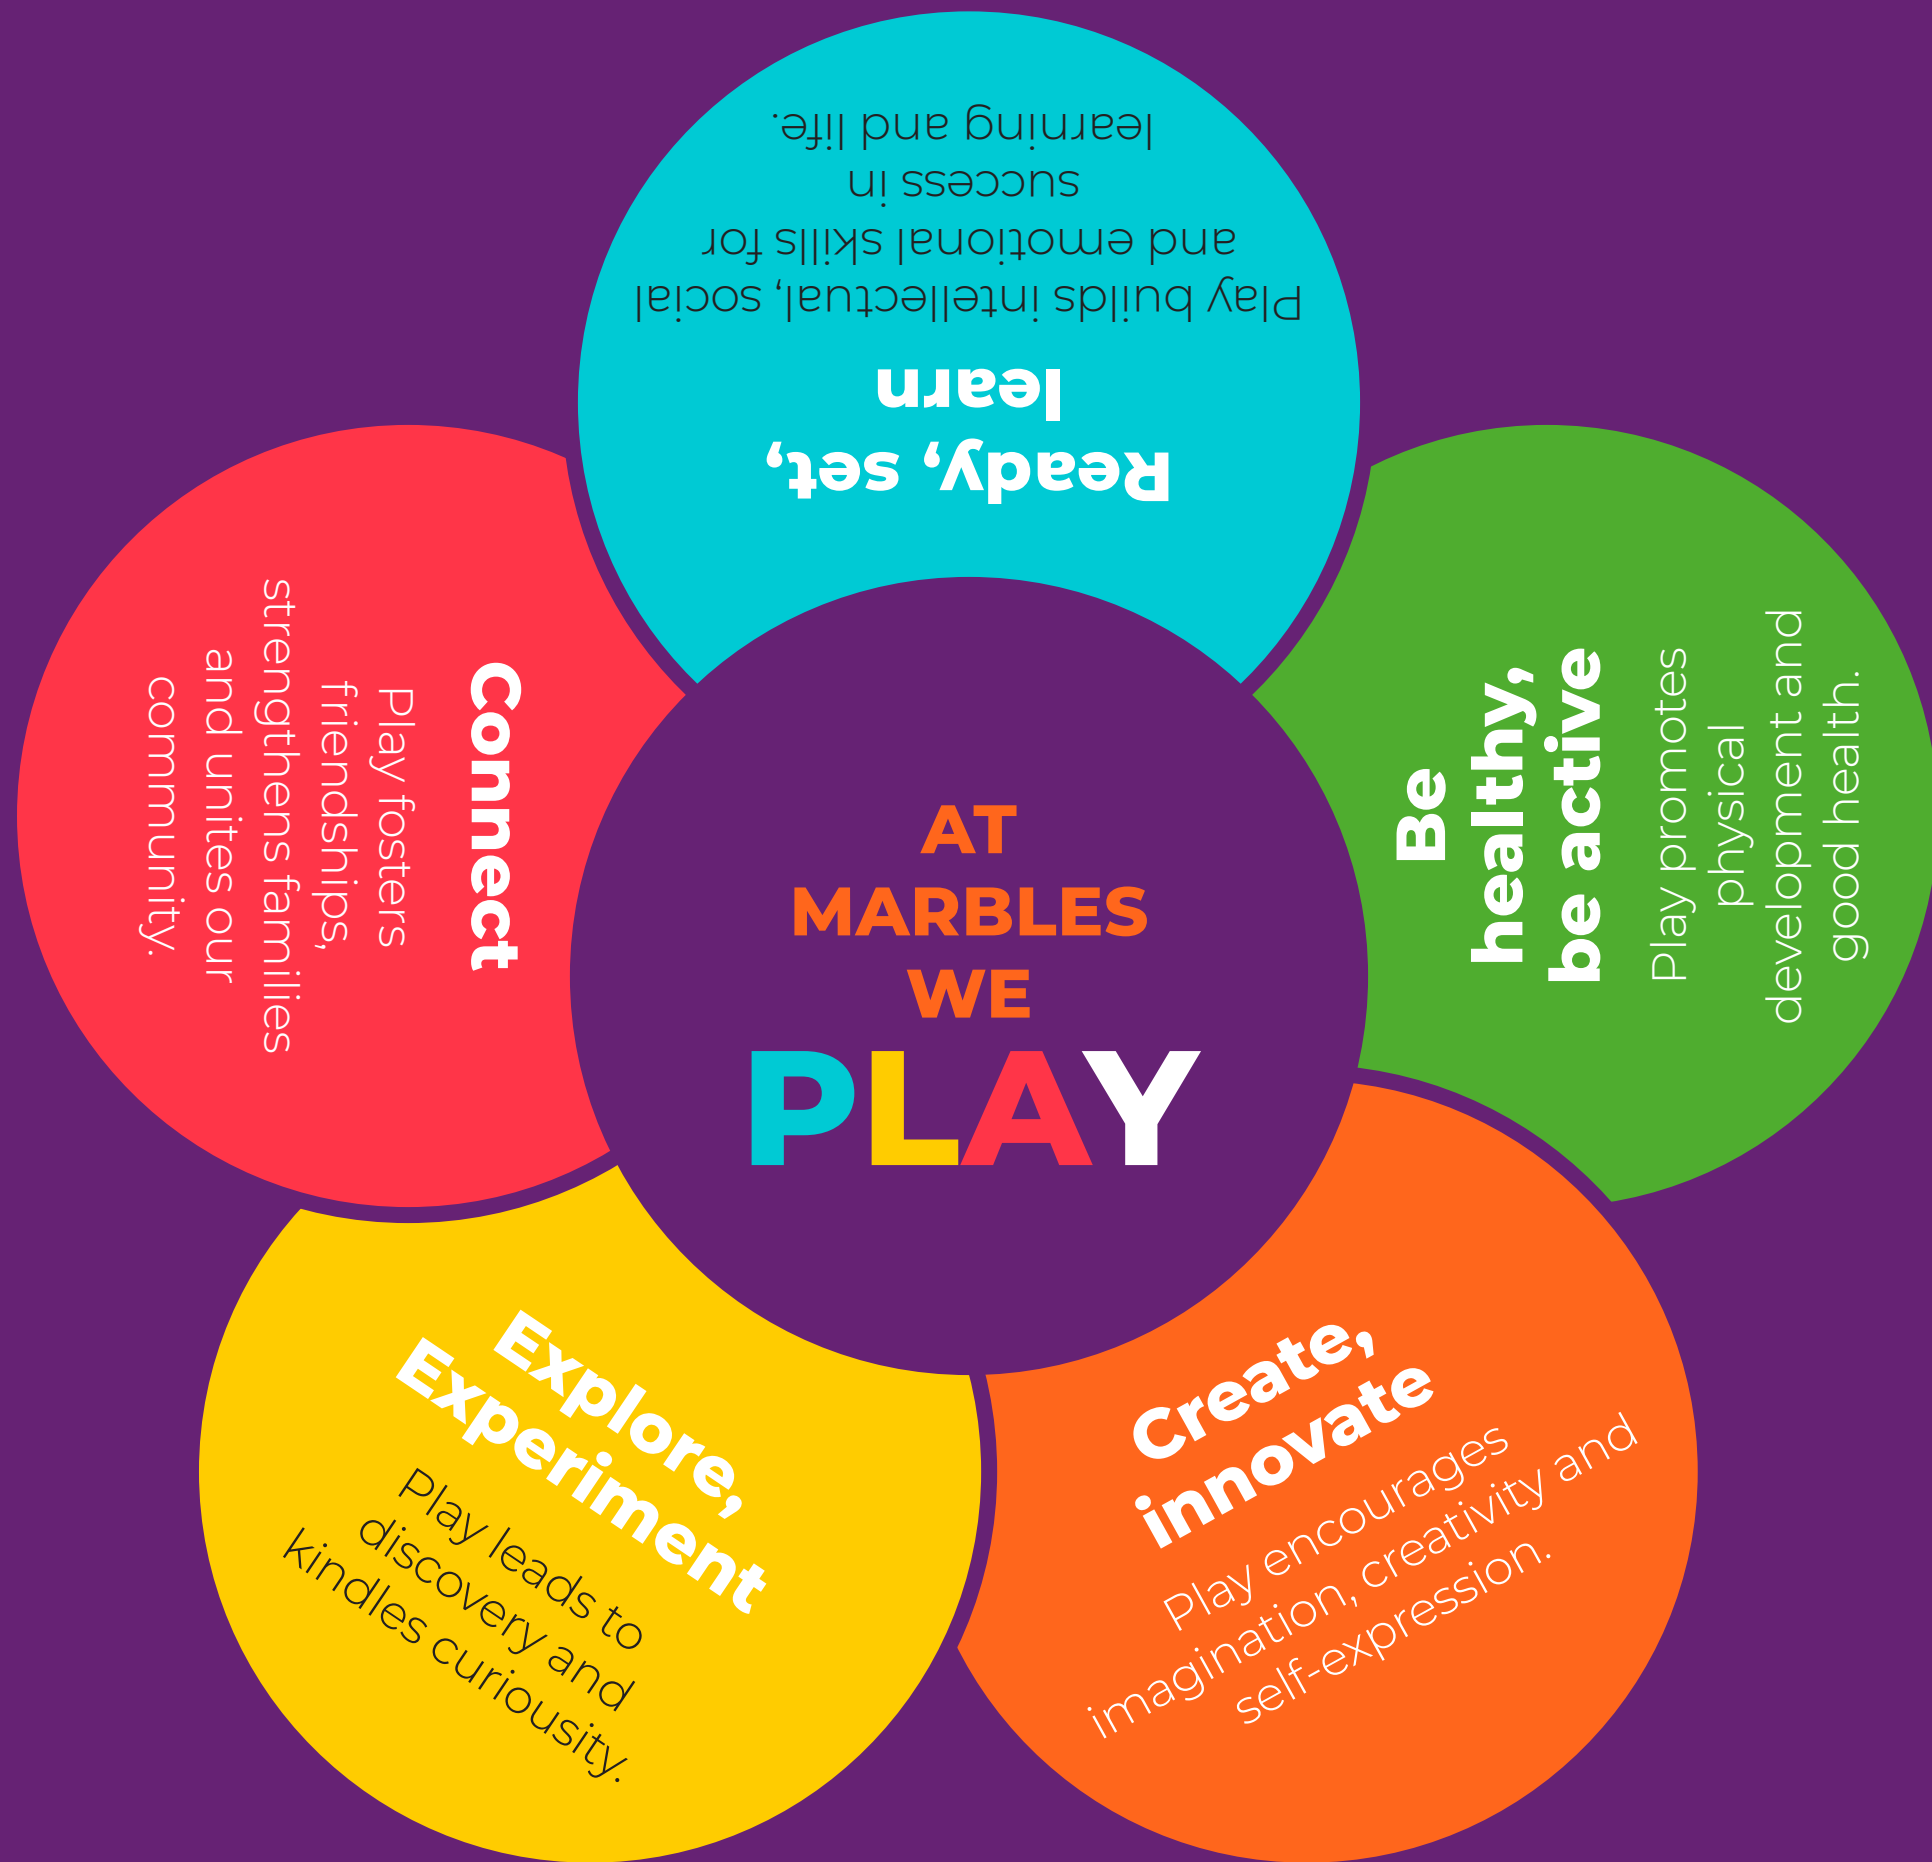 AT
MARBLES
WE
PLAY
Ready, set,
learn
Play builds intellectual, social
and emotional skills for
success in
learning and life.
Be
healthy,
be active
Play promotes
physical
development and
good health.
Create,
innovate
Play encourages
imagination, creativity and
self-expression.
Explore,
Experiment
Play leads to
discovery and
kindles curiousity.
Connect
Play fosters
friendships,
strengthens families
and unites our
community.